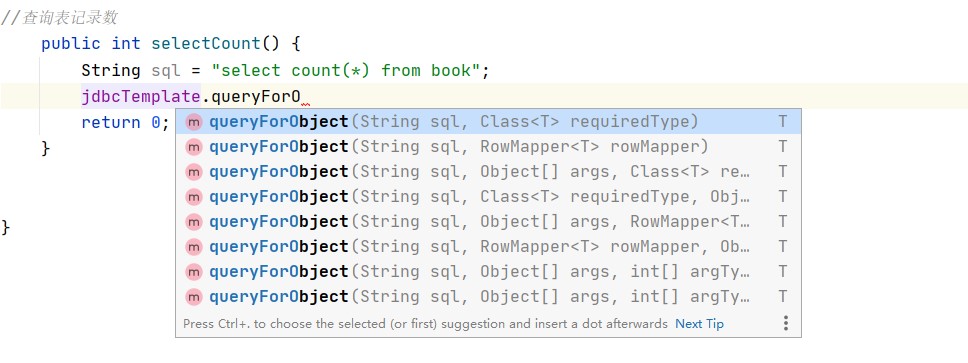 //查询表记录数
public int selectCount() {
String sql = "select count(*) from book";
jdbcTemplate.queryForO
return 0;
}
}
m queryForObject(String sql, Class<T> requiredType) T
m queryForObject(String sql, RowMapper<T> rowMapper) T
m queryForObject(String sql, Object[] args, Class<T> re… T
m queryForObject(String sql, Class<T> requiredType, Obj… T
m queryForObject(String sql, Object[] args, RowMapper<T… T
m queryForObject(String sql, RowMapper<T> rowMapper, Ob… T
m queryForObject(String sql, Object[] args, int[] argTy… T
m queryForObject(String sql, Object[] args, int[] argTy… T
Press Ctrl+. to choose the selected (or first) suggestion and insert a dot afterwards Next Tip